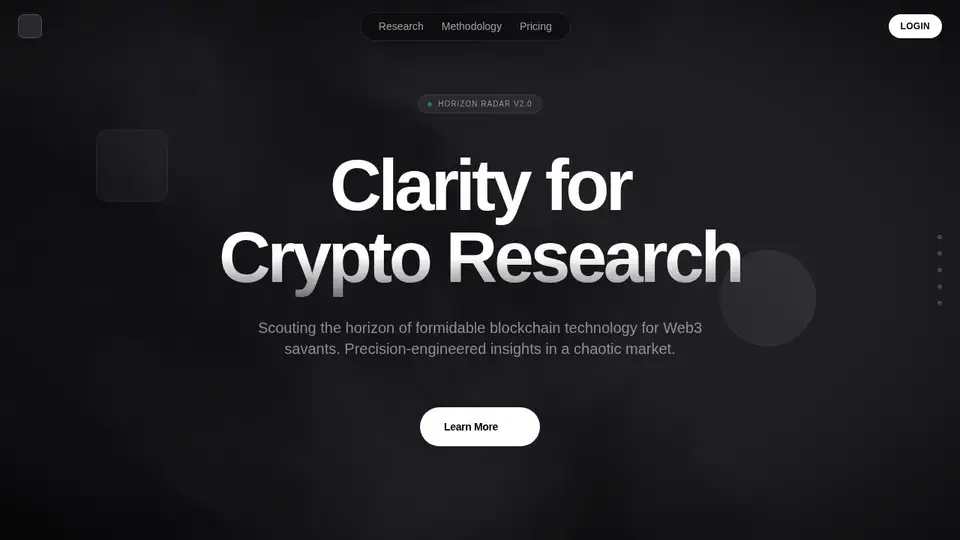 Research
Methodology
Pricing
LOGIN
HORIZON RADAR V2.0
Clarity for
Crypto Research
Scouting the horizon of formidable blockchain technology for Web3
savants. Precision-engineered insights in a chaotic market.
Learn More